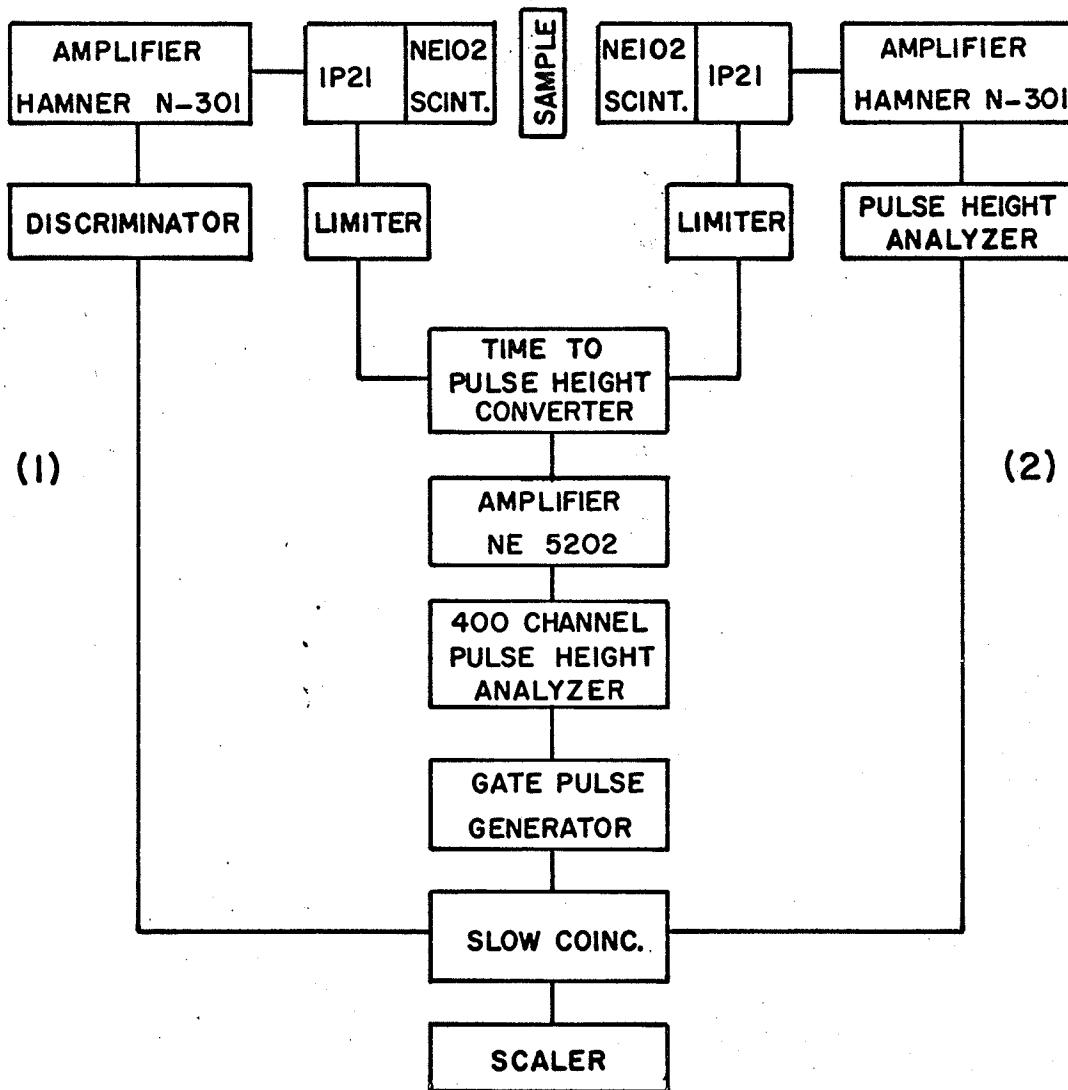 AMPLIFIER
HAMNER N-301
1P21
NE102
SCINT.
SAMPLE
NE102
SCINT.
1P21
AMPLIFIER
HAMNER N-301
DISCRIMINATOR
LIMITER
LIMITER
PULSE HEIGHT
ANALYZER
TIME TO
PULSE HEIGHT
CONVERTER
(1)
(2)
AMPLIFIER
NE 5202
400 CHANNEL
PULSE HEIGHT
ANALYZER
GATE PULSE
GENERATOR
SLOW COINC.
SCALER